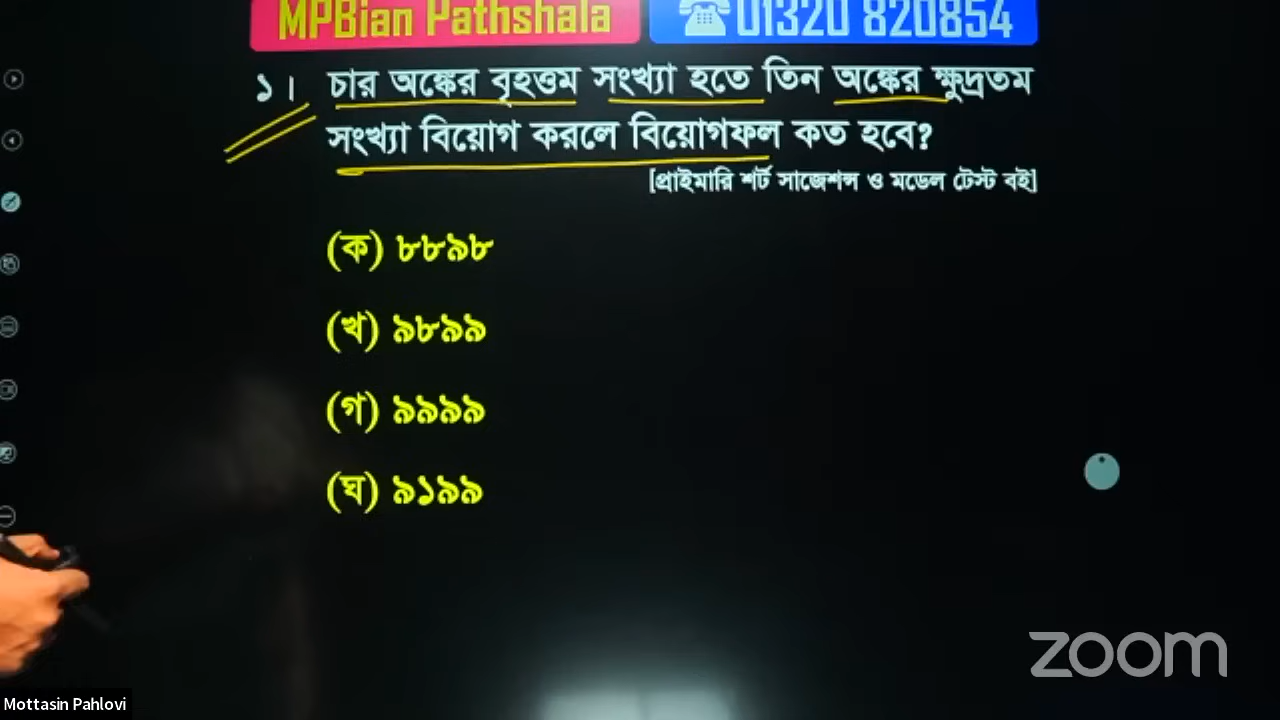 MPBian Pathshala
01320 820854
১। চার অঙ্কের বৃহত্তম সংখ্যা হতে তিন অঙ্কের ক্ষুদ্রতম
সংখ্যা বিয়োগ করলে বিয়োগফল কত হবে?
[প্রাইমারি শর্ট সাজেশন্স ও মডেল টেস্ট বই]
(ক) ৮৮৯৮
(খ) ৯৮৯৯
(গ) ৯৯৯৯
(ঘ) ৯১৯৯
zoom
Mottasin Pahlovi